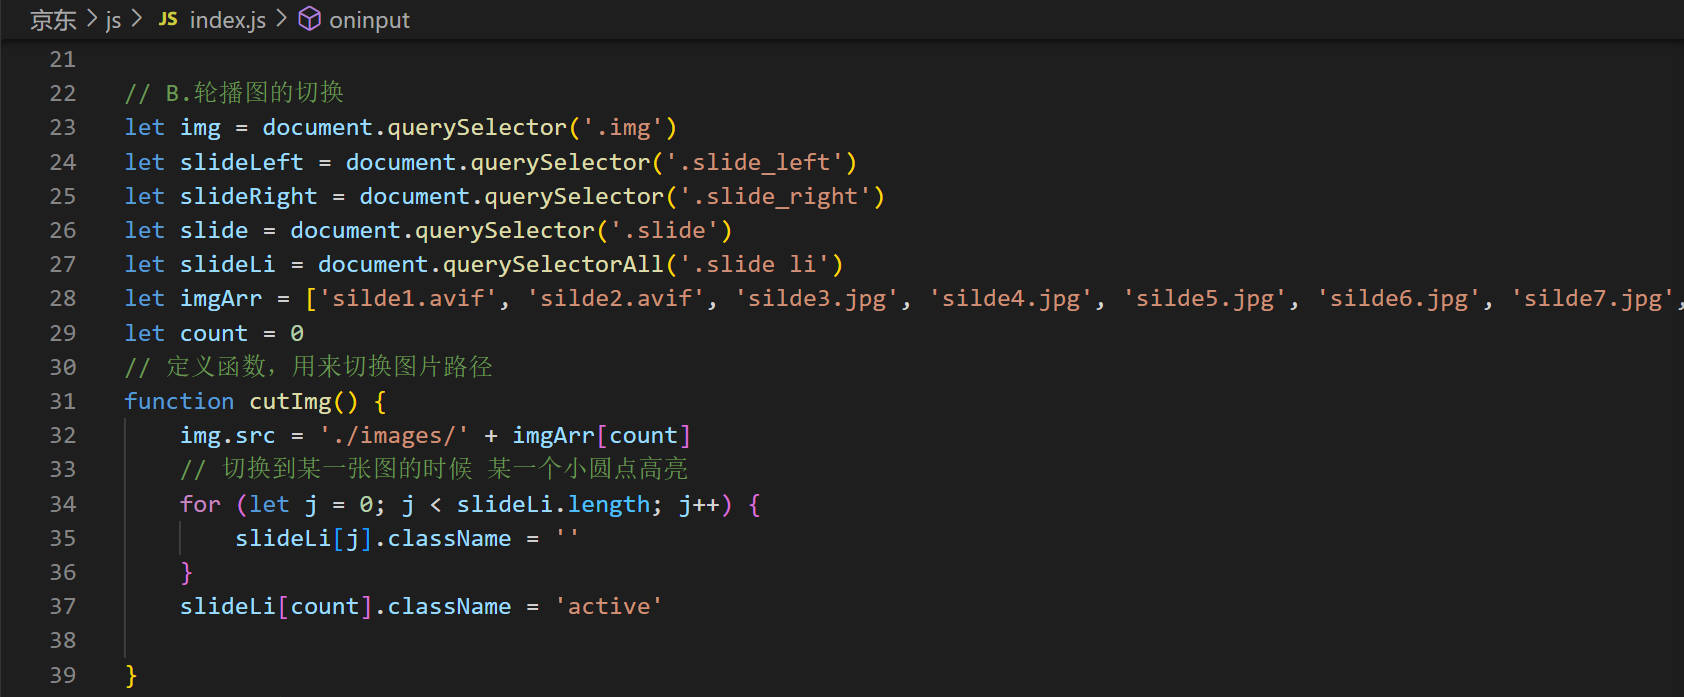 京东 > js > JS index.js > oninput
21
22 // B.轮播图的切换
23 let img = document.querySelector('.img')
24 let slideLeft = document.querySelector('.slide_left')
25 let slideRight = document.querySelector('.slide_right')
26 let slide = document.querySelector('.slide')
27 let slideLi = document.querySelectorAll('.slide li')
28 let imgArr = ['silde1.avif', 'silde2.avif', 'silde3.jpg', 'silde4.jpg', 'silde5.jpg', 'silde6.jpg', 'silde7.jpg',
29 let count = 0
30 // 定义函数，用来切换图片路径
31 function cutImg() {
32     img.src = './images/' + imgArr[count]
33     // 切换到某一张图的时候 某一个小圆点高亮
34     for (let j = 0; j < slideLi.length; j++) {
35         slideLi[j].className = ''
36     }
37     slideLi[count].className = 'active'
38
39 }